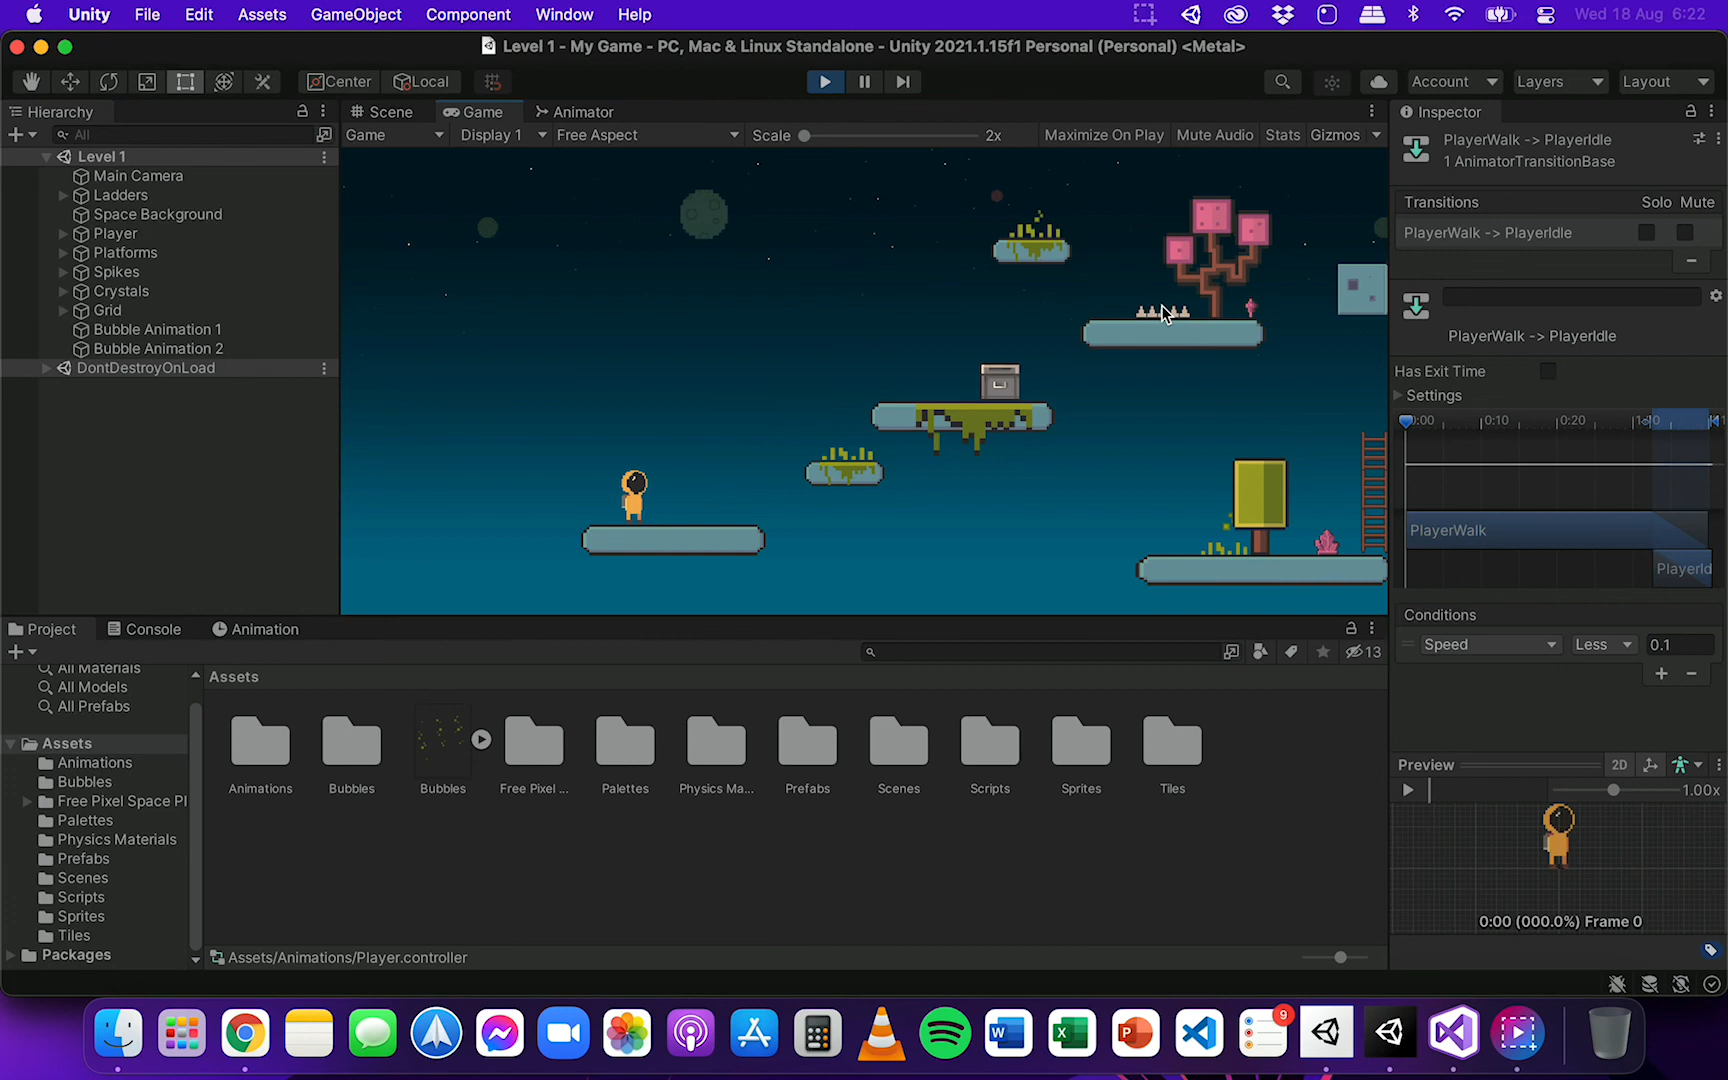 Unity File Edit Assets GameObject Component Window Help Wed 18 Aug 6:22
Level 1 - My Game - PC, Mac & Linux Standalone - Unity 2021.1.15f1 Personal (Personal) <Metal>
Center Local Account Layers Layout
Hierarchy
All
Level 1
Main Camera
Ladders
Space Background
Player
Platforms
Spikes
Crystals
Grid
Bubble Animation 1
Bubble Animation 2
DontDestroyOnLoad
Scene Game Animator
Game Display 1 Free Aspect Scale 2x Maximize On Play Mute Audio Stats Gizmos
Inspector
PlayerWalk -> PlayerIdle
1 AnimatorTransitionBase
Transitions Solo Mute
PlayerWalk -> PlayerIdle
PlayerWalk -> PlayerIdle
Has Exit Time
Settings
0:00 0:10 0:20
PlayerWalk
PlayerId
Conditions
Speed Less 0.1
Preview 2D
1.00x
0:00 (000.0%) Frame 0
Project Console Animation
13
All Materials
All Models
All Prefabs
Assets
Animations
Bubbles
Free Pixel Space Pl
Palettes
Physics Materials
Prefabs
Scenes
Scripts
Sprites
Tiles
Packages
Assets
Animations Bubbles Bubbles Free Pixel ... Palettes Physics Ma... Prefabs Scenes Scripts Sprites Tiles
Assets/Animations/Player.controller
9